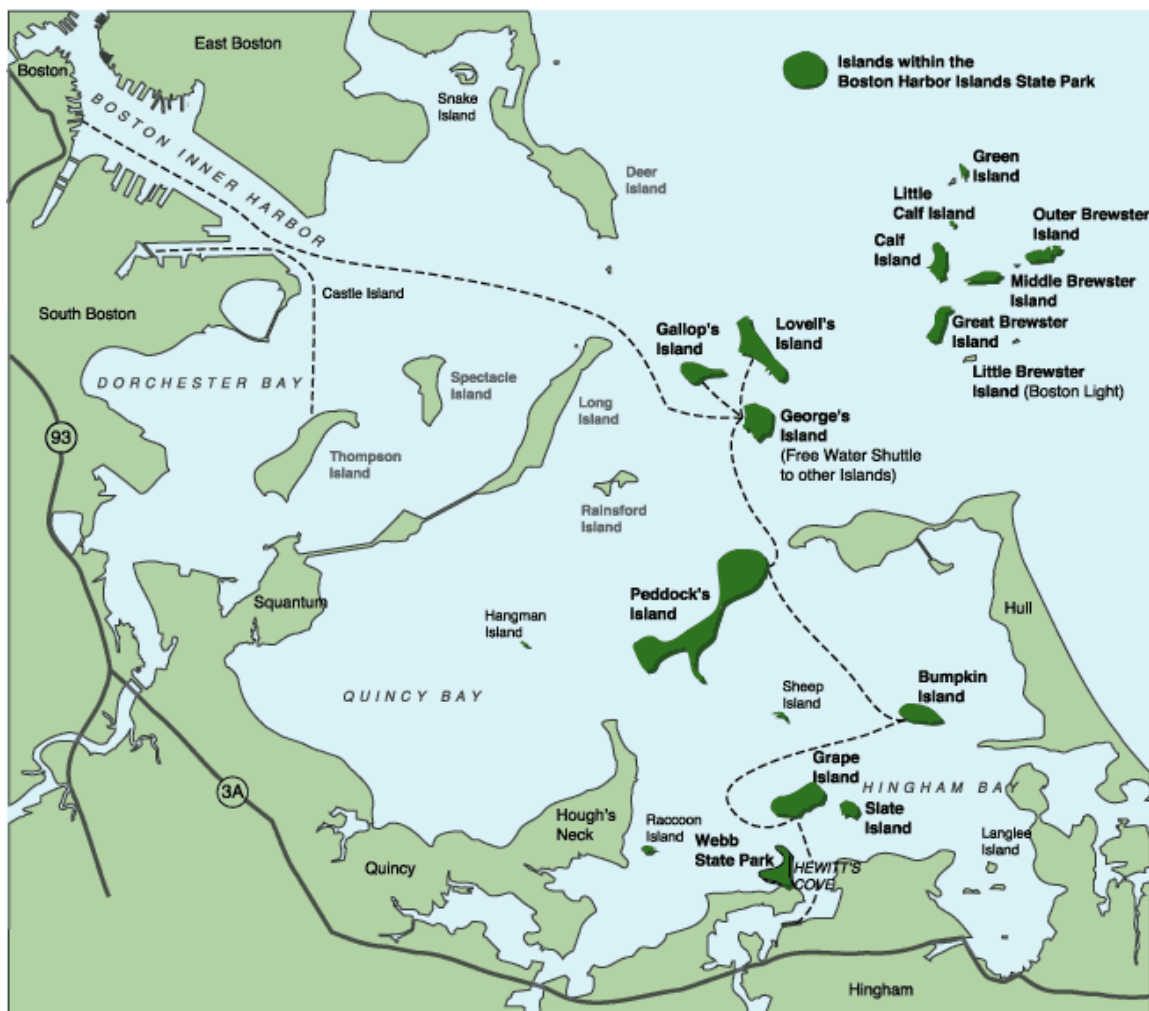 East Boston
Boston
Islands within the
Boston Harbor Islands State Park
Snake
Island
BOSTON INNER HARBOR
Deer
Island
Green
Island
Little
Calf Island
Outer Brewster
Island
Calf
Island
Middle Brewster
Island
Castle Island
South Boston
Gallop's
Island
Lovell's
Island
Great Brewster
Island
Little Brewster
Island (Boston Light)
DORCHESTER BAY
Spectacle
Island
Long
Island
George's
Island
(Free Water Shuttle
to other Islands)
93
Thompson
Island
Rainsford
Island
Squantum
Peddock's
Island
Hull
Hangman
Island
QUINCY BAY
Sheep
Island
Bumpkin
Island
Grape
Island
HINGHAM BAY
3A
Slate
Island
Hough's
Neck
Raccoon
Island
Webb
State Park
Langlee
Island
Quincy
HEWITT'S
COVE
Hingham